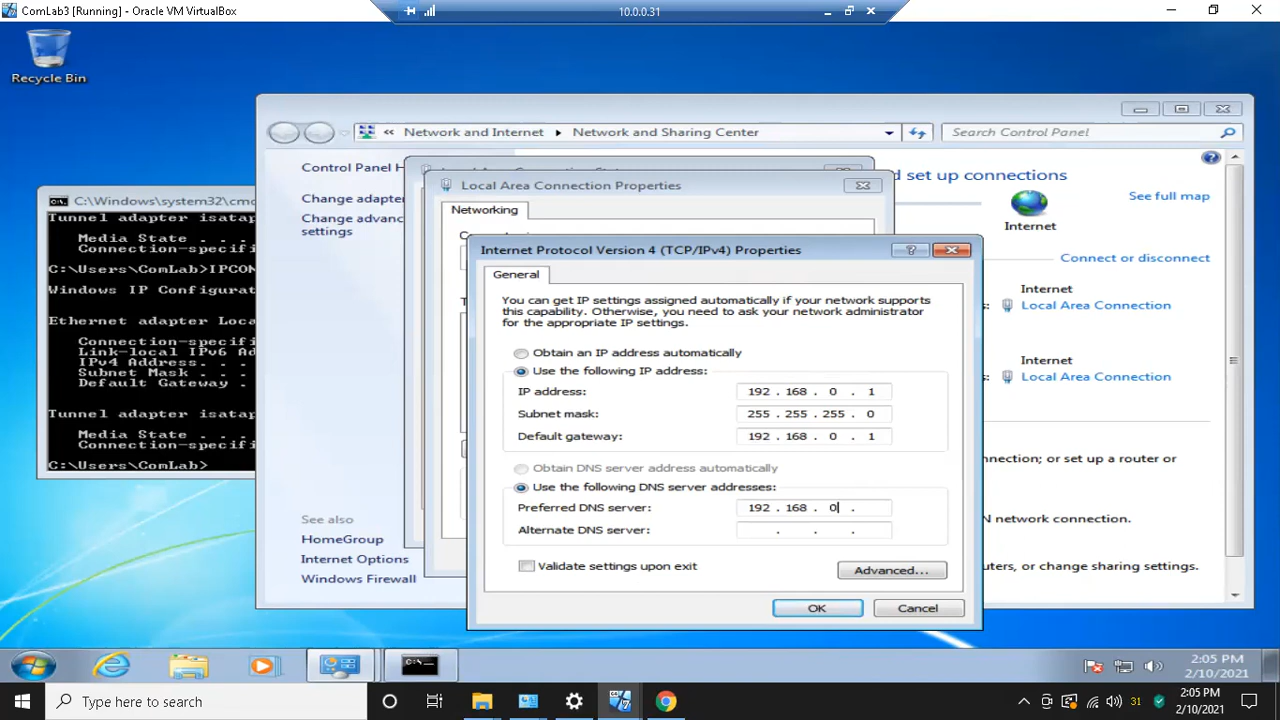 ComLab3 [Running] - Oracle VM VirtualBox
10.0.0.31
Recycle Bin
Network and Internet
Network and Sharing Center
Search Control Panel
Control Panel H
Change adapter
Change advanc
settings
d set up connections
See full map
Internet
Connect or disconnect
Internet
Local Area Connection
Internet
Local Area Connection
onnection; or set up a router or
N network connection.
uters, or change sharing settings.
See also
HomeGroup
Internet Options
Windows Firewall
C:\Windows\system32\cmd
Tunnel adapter isatap
Media State . . .
Connection-specifi
C:\Users\ComLab>IPCON
Windows IP Configurat
Ethernet adapter Loca
Connection-specifi
Link-local IPv6 Ad
IPv4 Address. . .
Subnet Mask . . .
Default Gateway .
Tunnel adapter isatap
Media State . . .
Connection-specifi
C:\Users\ComLab>
Local Area Connection Properties
Networking
Internet Protocol Version 4 (TCP/IPv4) Properties
General
You can get IP settings assigned automatically if your network supports
this capability. Otherwise, you need to ask your network administrator
for the appropriate IP settings.
Obtain an IP address automatically
Use the following IP address:
IP address: 192 . 168 . 0 . 1
Subnet mask: 255 . 255 . 255 . 0
Default gateway: 192 . 168 . 0 . 1
Obtain DNS server address automatically
Use the following DNS server addresses:
Preferred DNS server: 192 . 168 . 0 .
Alternate DNS server: . . .
Validate settings upon exit
Advanced...
OK
Cancel
2:05 PM
2/10/2021
Type here to search
31
2:05 PM
2/10/2021